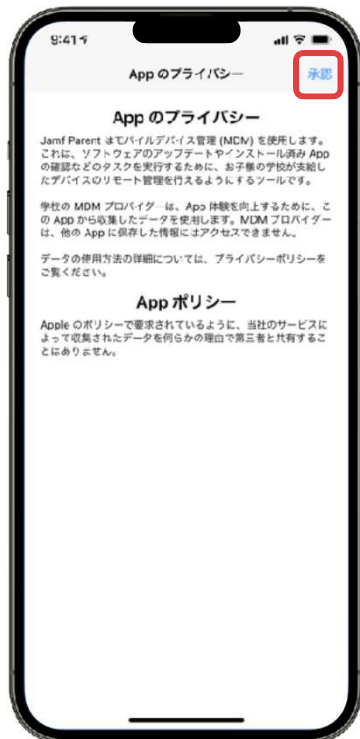 9:41
App のプライバシー
承認
App のプライバシー
Jamf Parent はモバイルデバイス管理 (MDM) を使用します。
これは、ソフトウェアのアップデートやインストール済み App
の確認などのタスクを実行するために、お子様の学校が支給し
たデバイスのリモート管理を行えるようにするツールです。
学校の MDM プロバイダーは、App 体験を向上するために、こ
の App から収集したデータを使用します。MDM プロバイダー
は、他の App に保存した情報にはアクセスできません。
データの使用方法の詳細については、プライバシーポリシーを
ご覧ください。
App ポリシー
Apple のポリシーで要求されているように、当社のサービスに
よって収集されたデータを何らかの理由で第三者と共有するこ
とはありません。